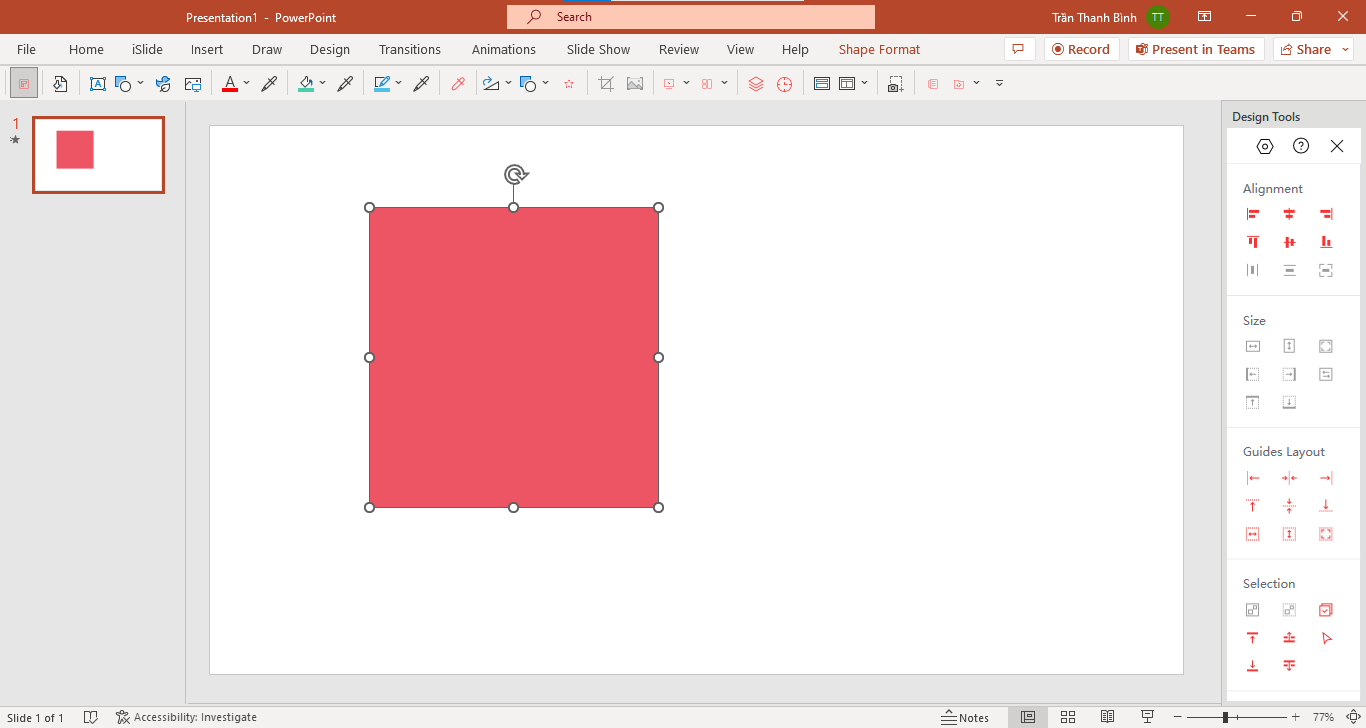 Presentation1 - PowerPoint
Search
Trần Thanh Bình
TT
File Home iSlide Insert Draw Design Transitions Animations Slide Show Review View Help Shape Format
Record
Present in Teams
Share
1
Design Tools
Alignment
Size
Guides Layout
Selection
Slide 1 of 1
Accessibility: Investigate
Notes
77%